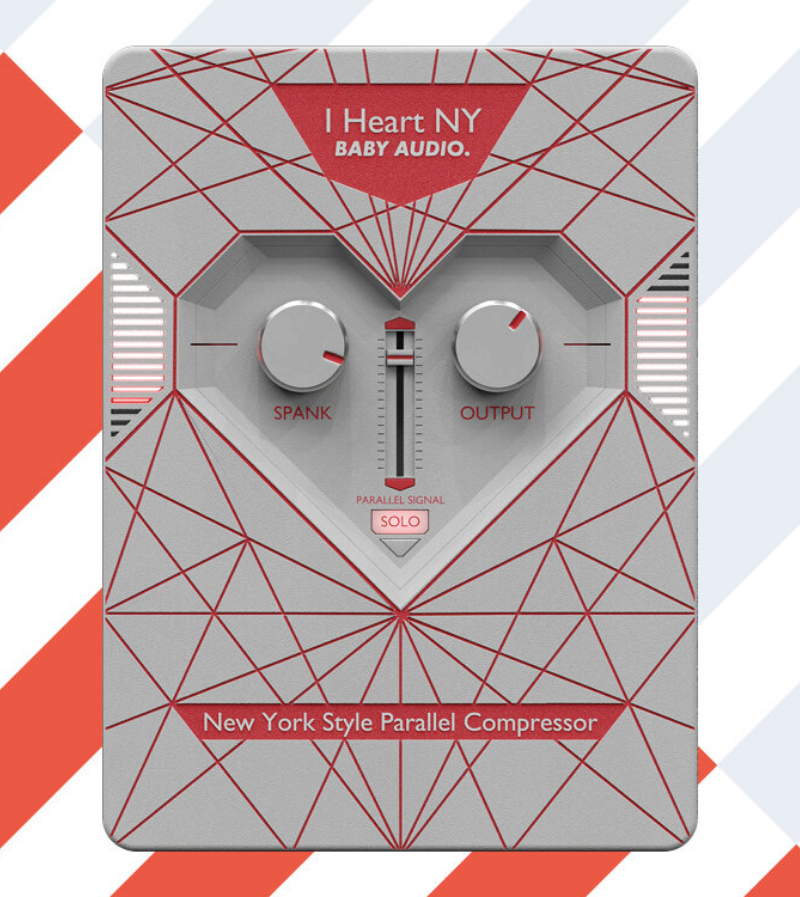 I Heart NY
BABY AUDIO.
SPANK
OUTPUT
PARALLEL SIGNAL
SOLO
New York Style Parallel Compressor